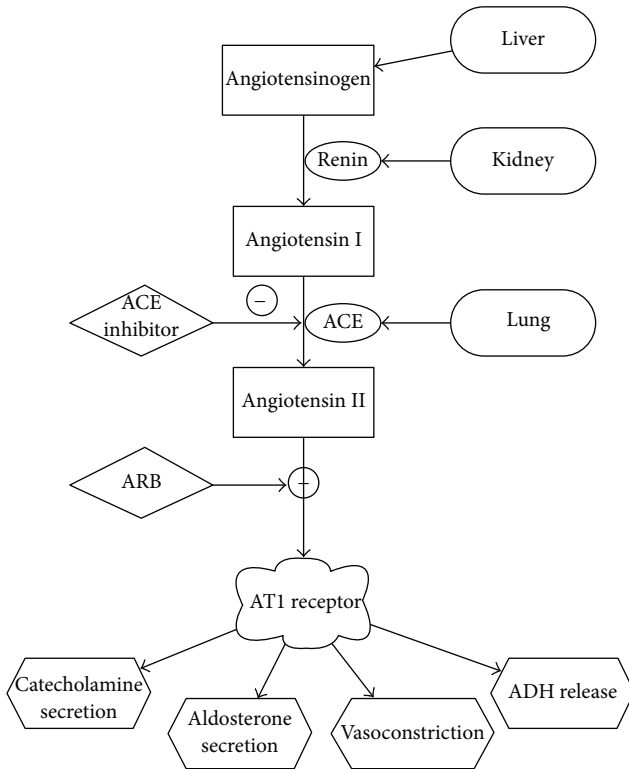 Liver
Angiotensinogen
Renin
Kidney
Angiotensin I
−
ACE
inhibitor
ACE
Lung
Angiotensin II
ARB
−
AT1 receptor
Catecholamine
secretion
Aldosterone
secretion
Vasoconstriction
ADH release